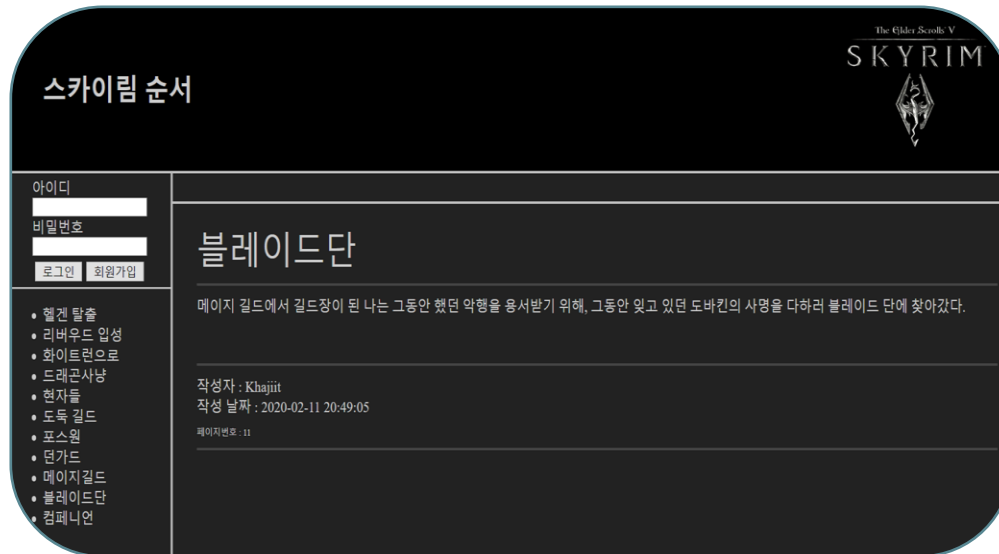 The Elder Scrolls V
SKYRIM
스카이림 순서
아이디
비밀번호
로그인 회원가입
헬겐 탈출
리버우드 입성
화이트런으로
드래곤사냥
현자들
도둑 길드
포스원
던가드
메이지길드
블레이드단
컴페니언
블레이드단
메이지 길드에서 길드장이 된 나는 그동안 했던 악행을 용서받기 위해, 그동안 잊고 있던 도바킨의 사명을 다하러 블레이드 단에 찾아갔다.
작성자 : Khajiit
작성 날짜 : 2020-02-11 20:49:05
페이지번호 : 11